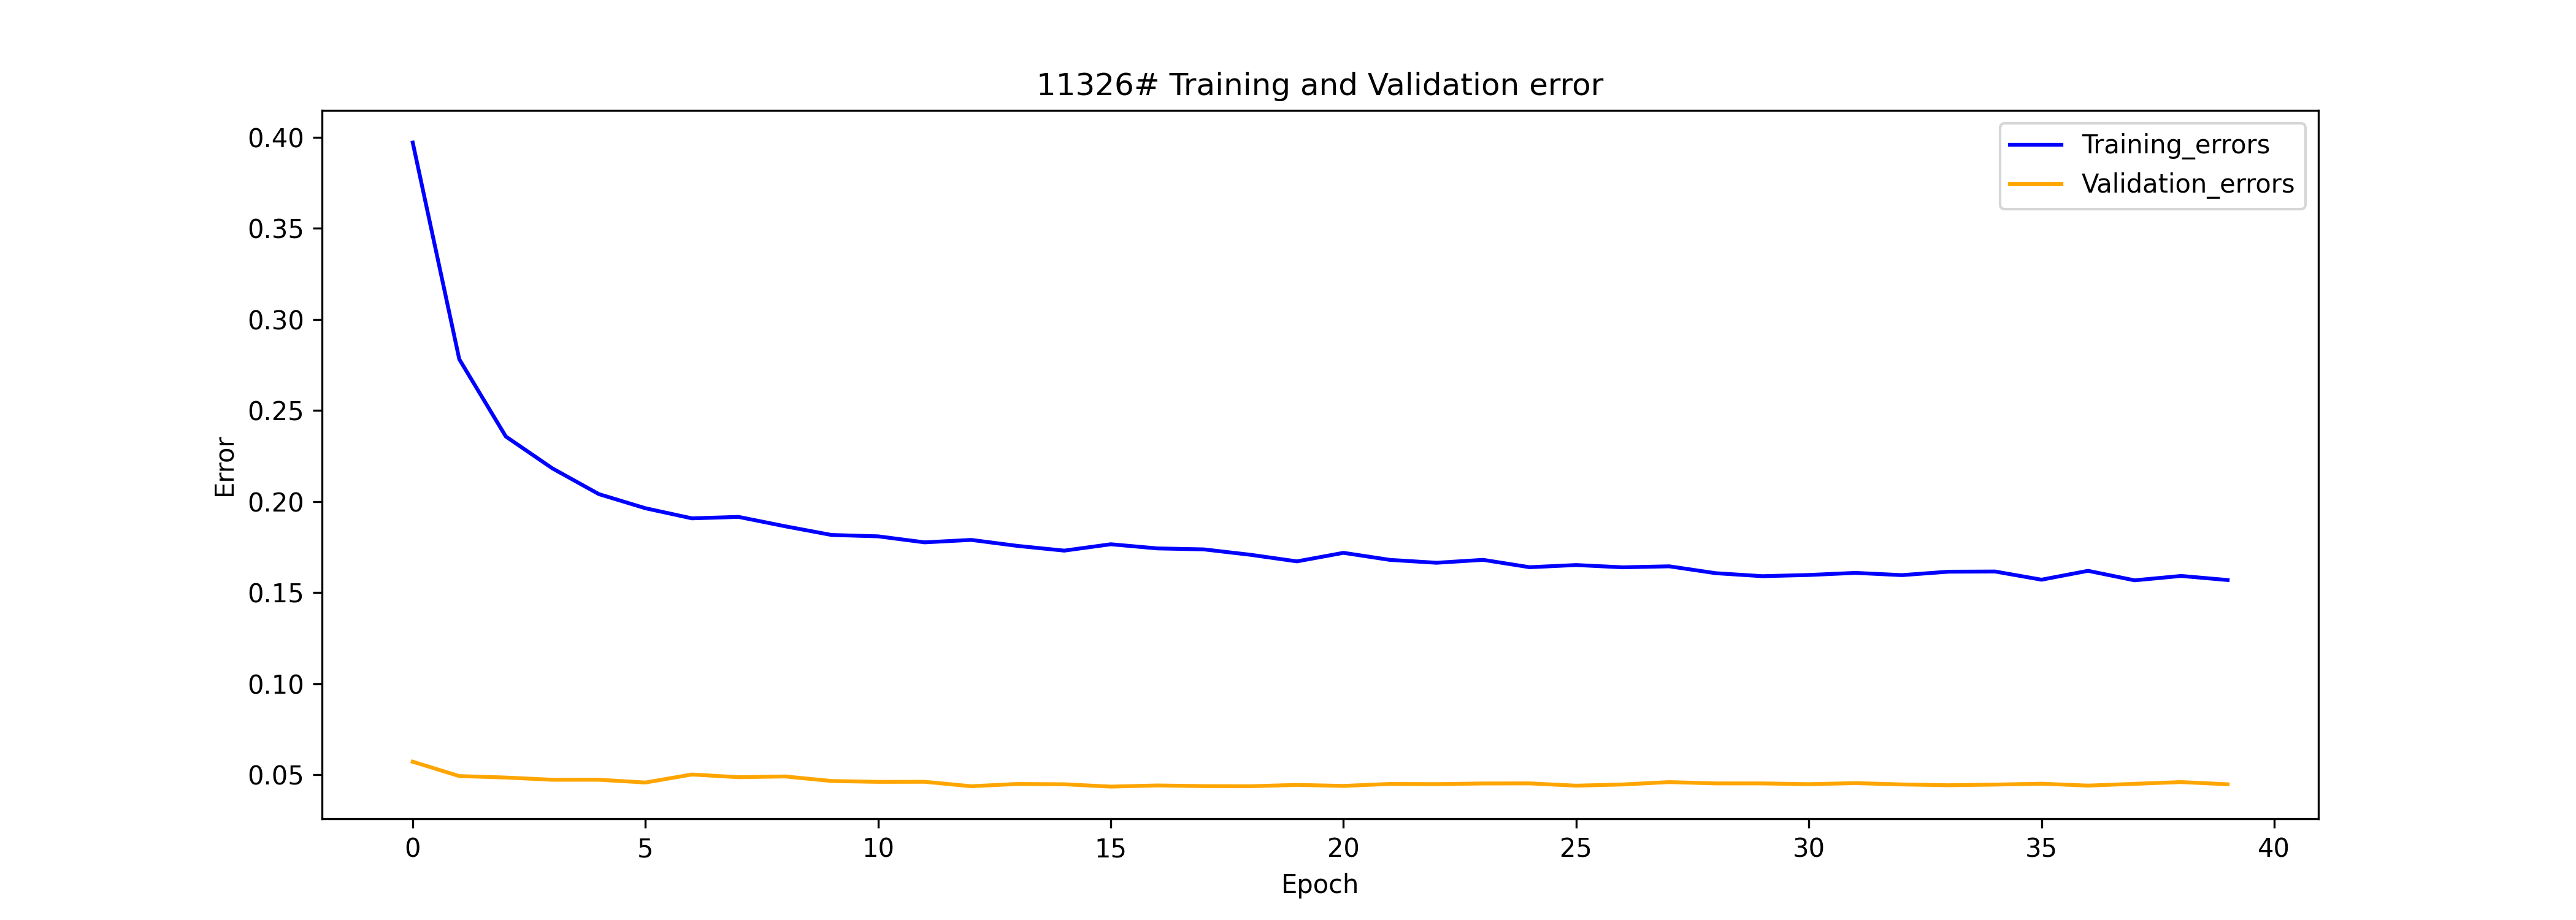 11326# Training and Validation error
Training_errors
Validation_errors
0.40
0.35
0.30
0.25
0.20
0.15
0.10
0.05
Error
0 5 10 15 20 25 30 35 40
Epoch